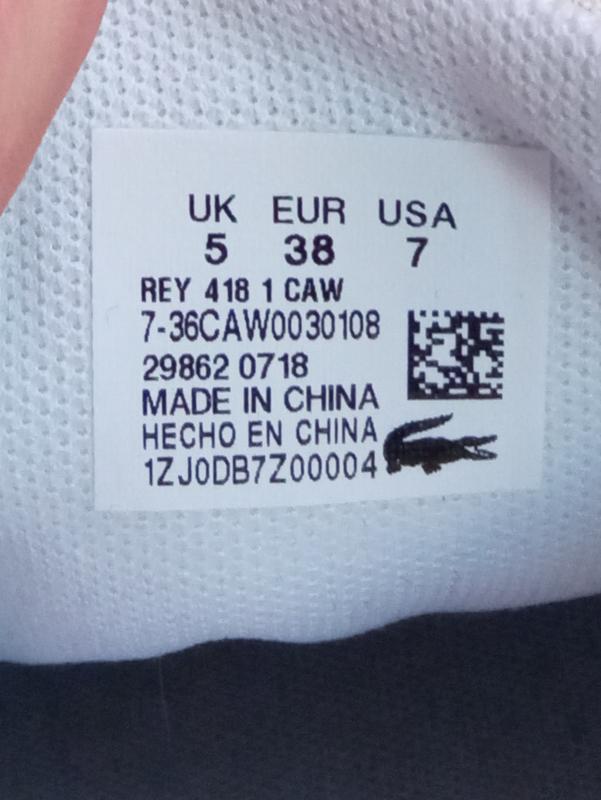 UK EUR USA
5 38 7
REY 418 1 CAW
7-36CAW0030108
29862 0718
MADE IN CHINA
HECHO EN CHINA
1ZJ0DB7Z00004